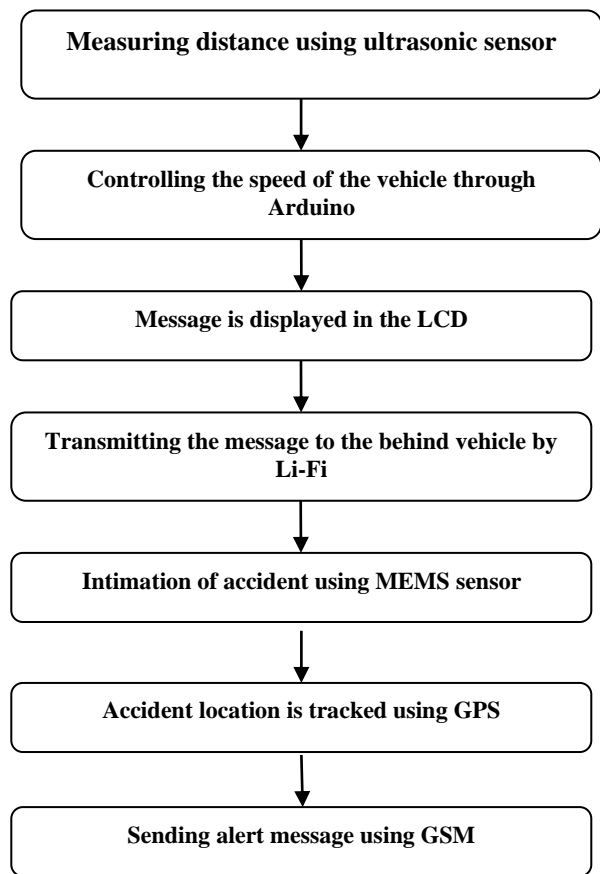 Measuring distance using ultrasonic sensor
Controlling the speed of the vehicle through
Arduino
Message is displayed in the LCD
Transmitting the message to the behind vehicle by
Li-Fi
Intimation of accident using MEMS sensor
Accident location is tracked using GPS
Sending alert message using GSM